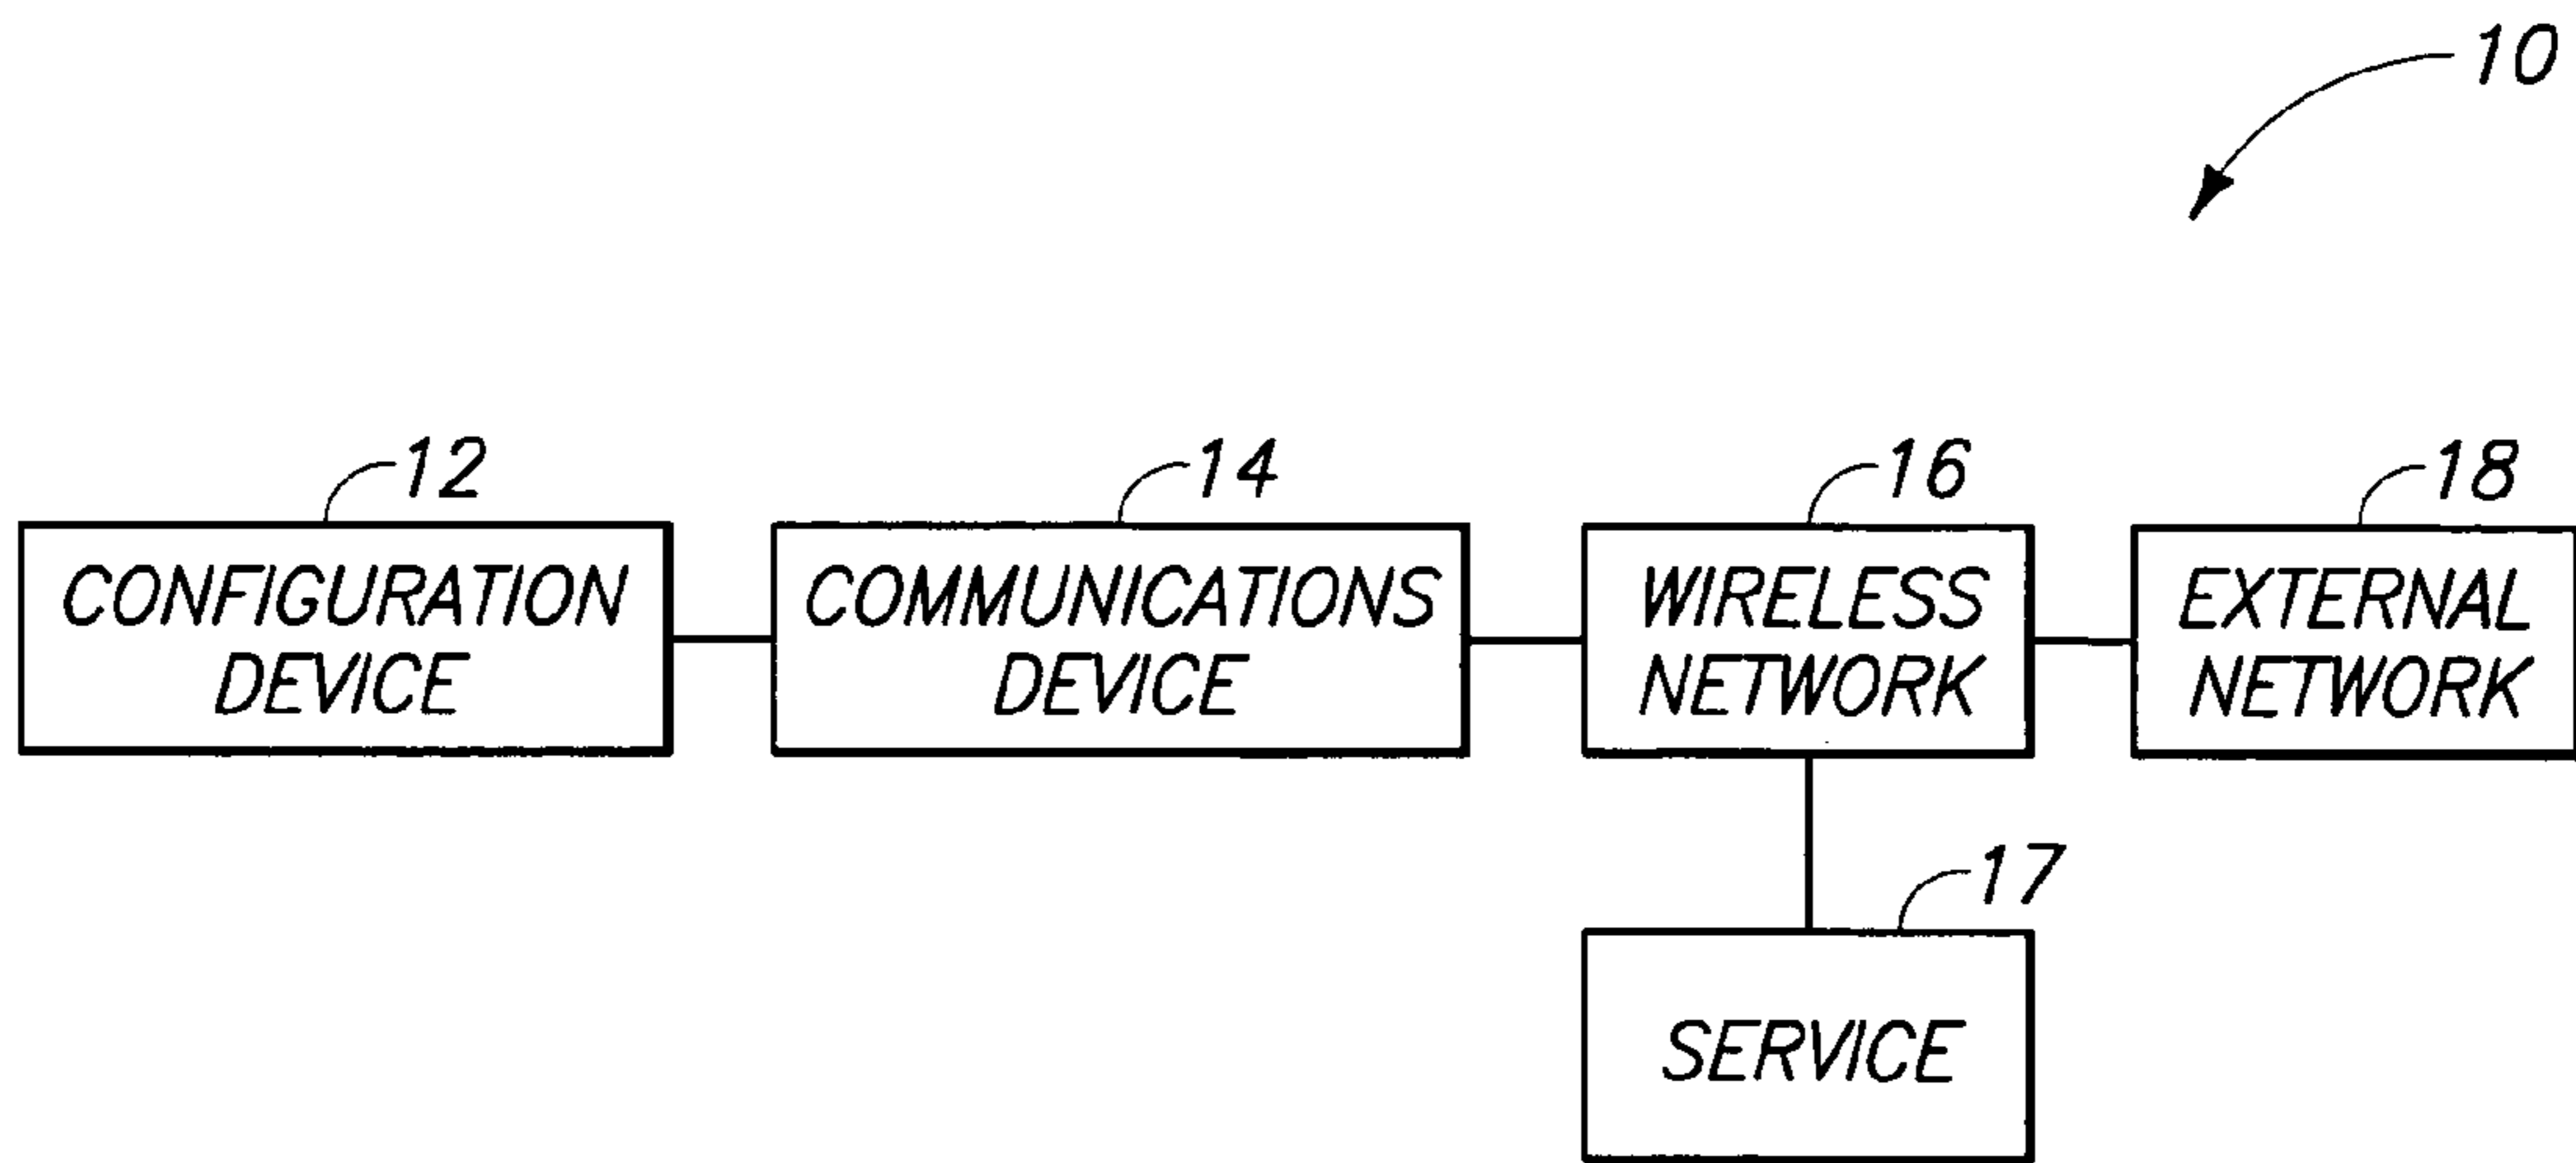 10
12
14
16
18
CONFIGURATION
DEVICE
COMMUNICATIONS
DEVICE
WIRELESS
NETWORK
EXTERNAL
NETWORK
17
SERVICE